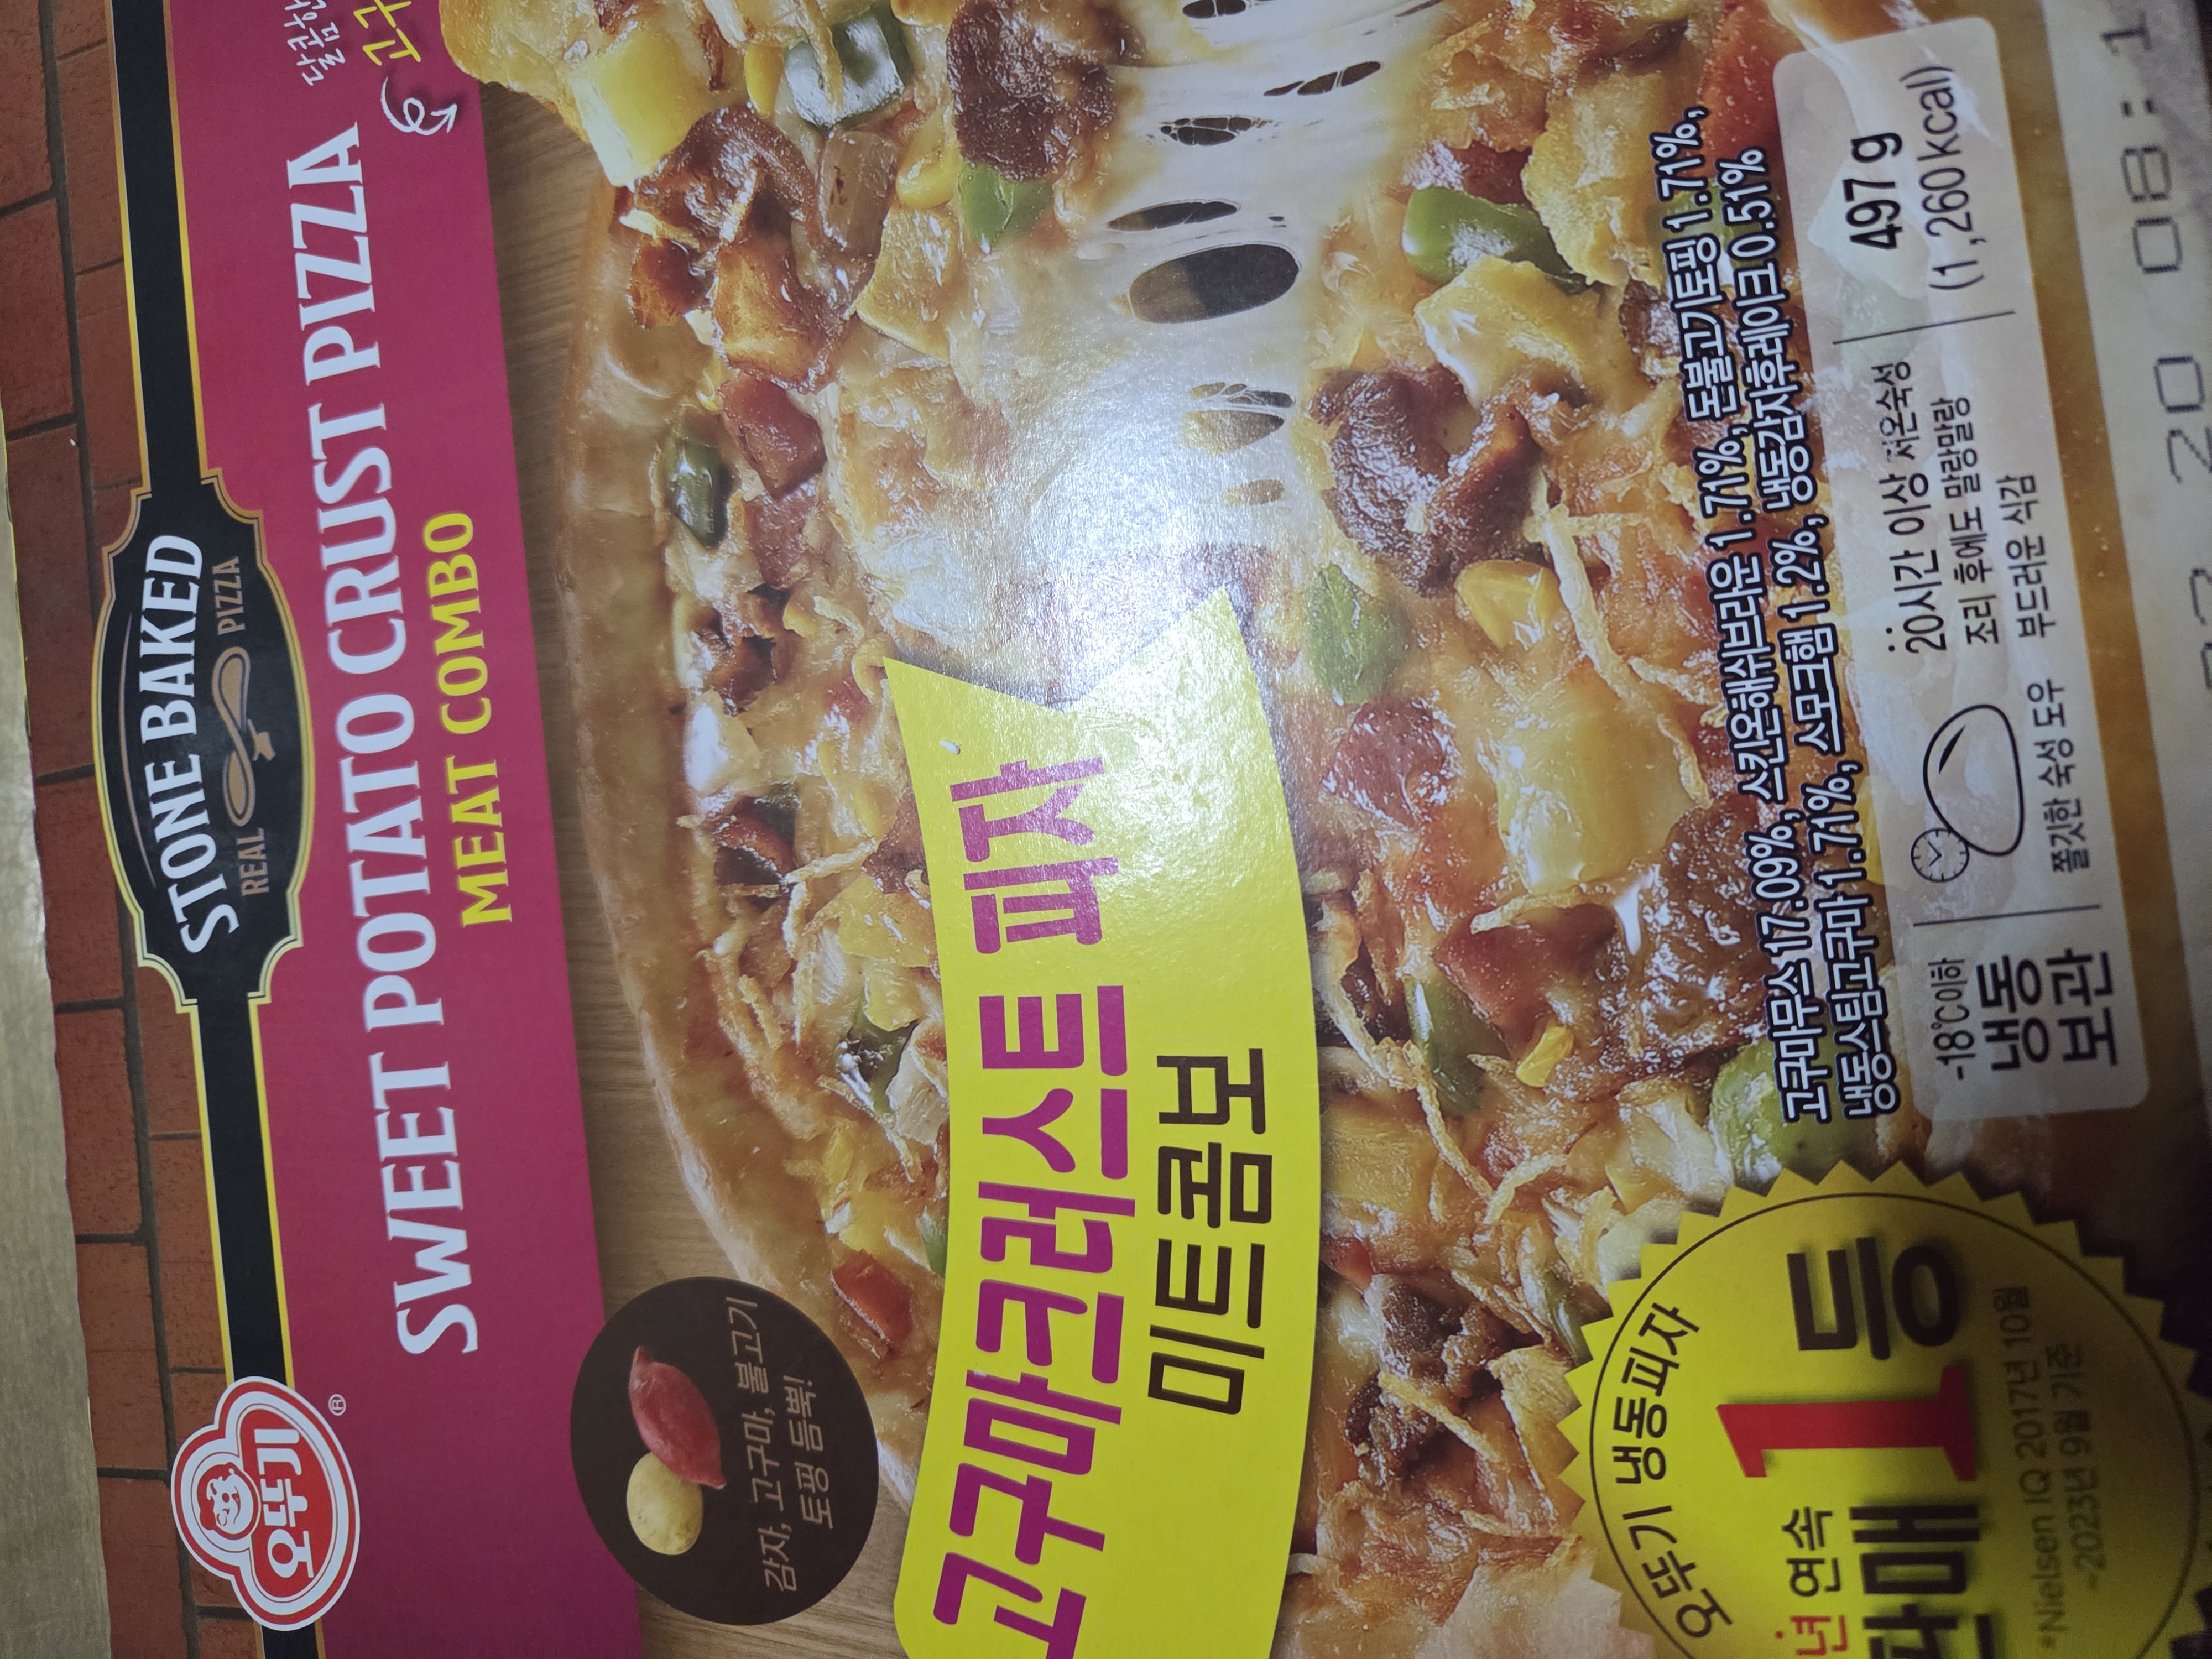 오뚜기
®
STONE BAKED
REAL PIZZA
SWEET POTATO CRUST PIZZA
MEAT COMBO
감자, 고구마, 불고기
토핑 듬뿍!
고구마크러스트 피자
미트콤보
고구마무스 17.09%, 스킨온해쉬브라운 1.71%, 돈불고기토핑 1.71%,
냉동스팀고구마 1.71%, 스모크햄 1.2%, 냉동감자후레이크 0.51%
-18℃이하
냉동
보관
20시간 이상 저온숙성
조리 후에도 말랑말랑
쫄깃한 숙성 도우 부드러운 식감
497 g
(1,260 kcal)
오뚜기 냉동피자
년 연속
판매 1등
*Nielsen IQ 2017년 10월
~2023년 9월 기준
20 08:1